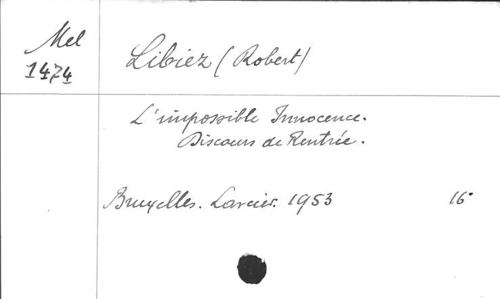 Mel
1474
Libiez (Robert)
L'impossible Innocence.
Discours de Rentrée.
Bruxelles. Larcier. 1953 16°